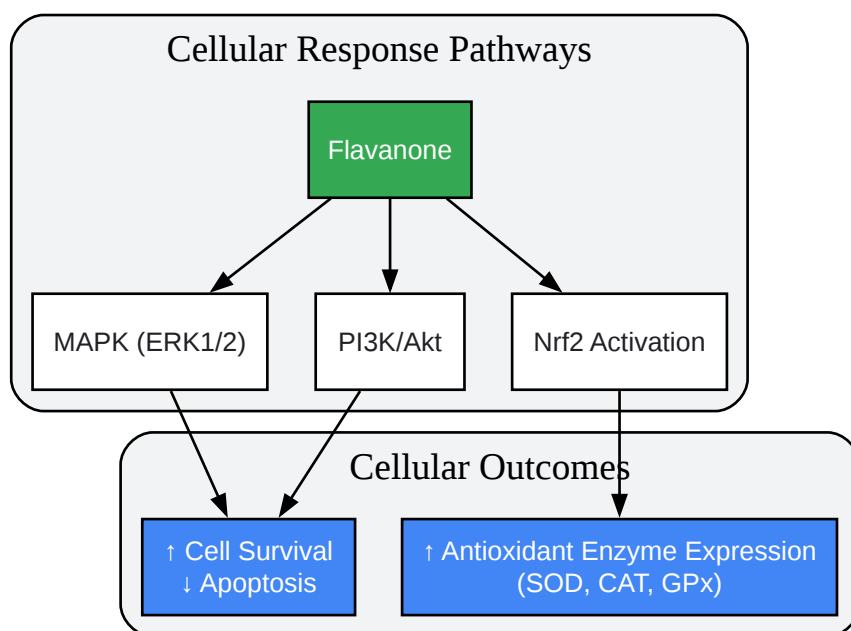 Cellular Response Pathways
Flavanone
MAPK (ERK1/2)
PI3K/Akt
Nrf2 Activation
Cellular Outcomes
↑ Cell Survival
↓ Apoptosis
↑ Antioxidant Enzyme Expression
(SOD, CAT, GPx)